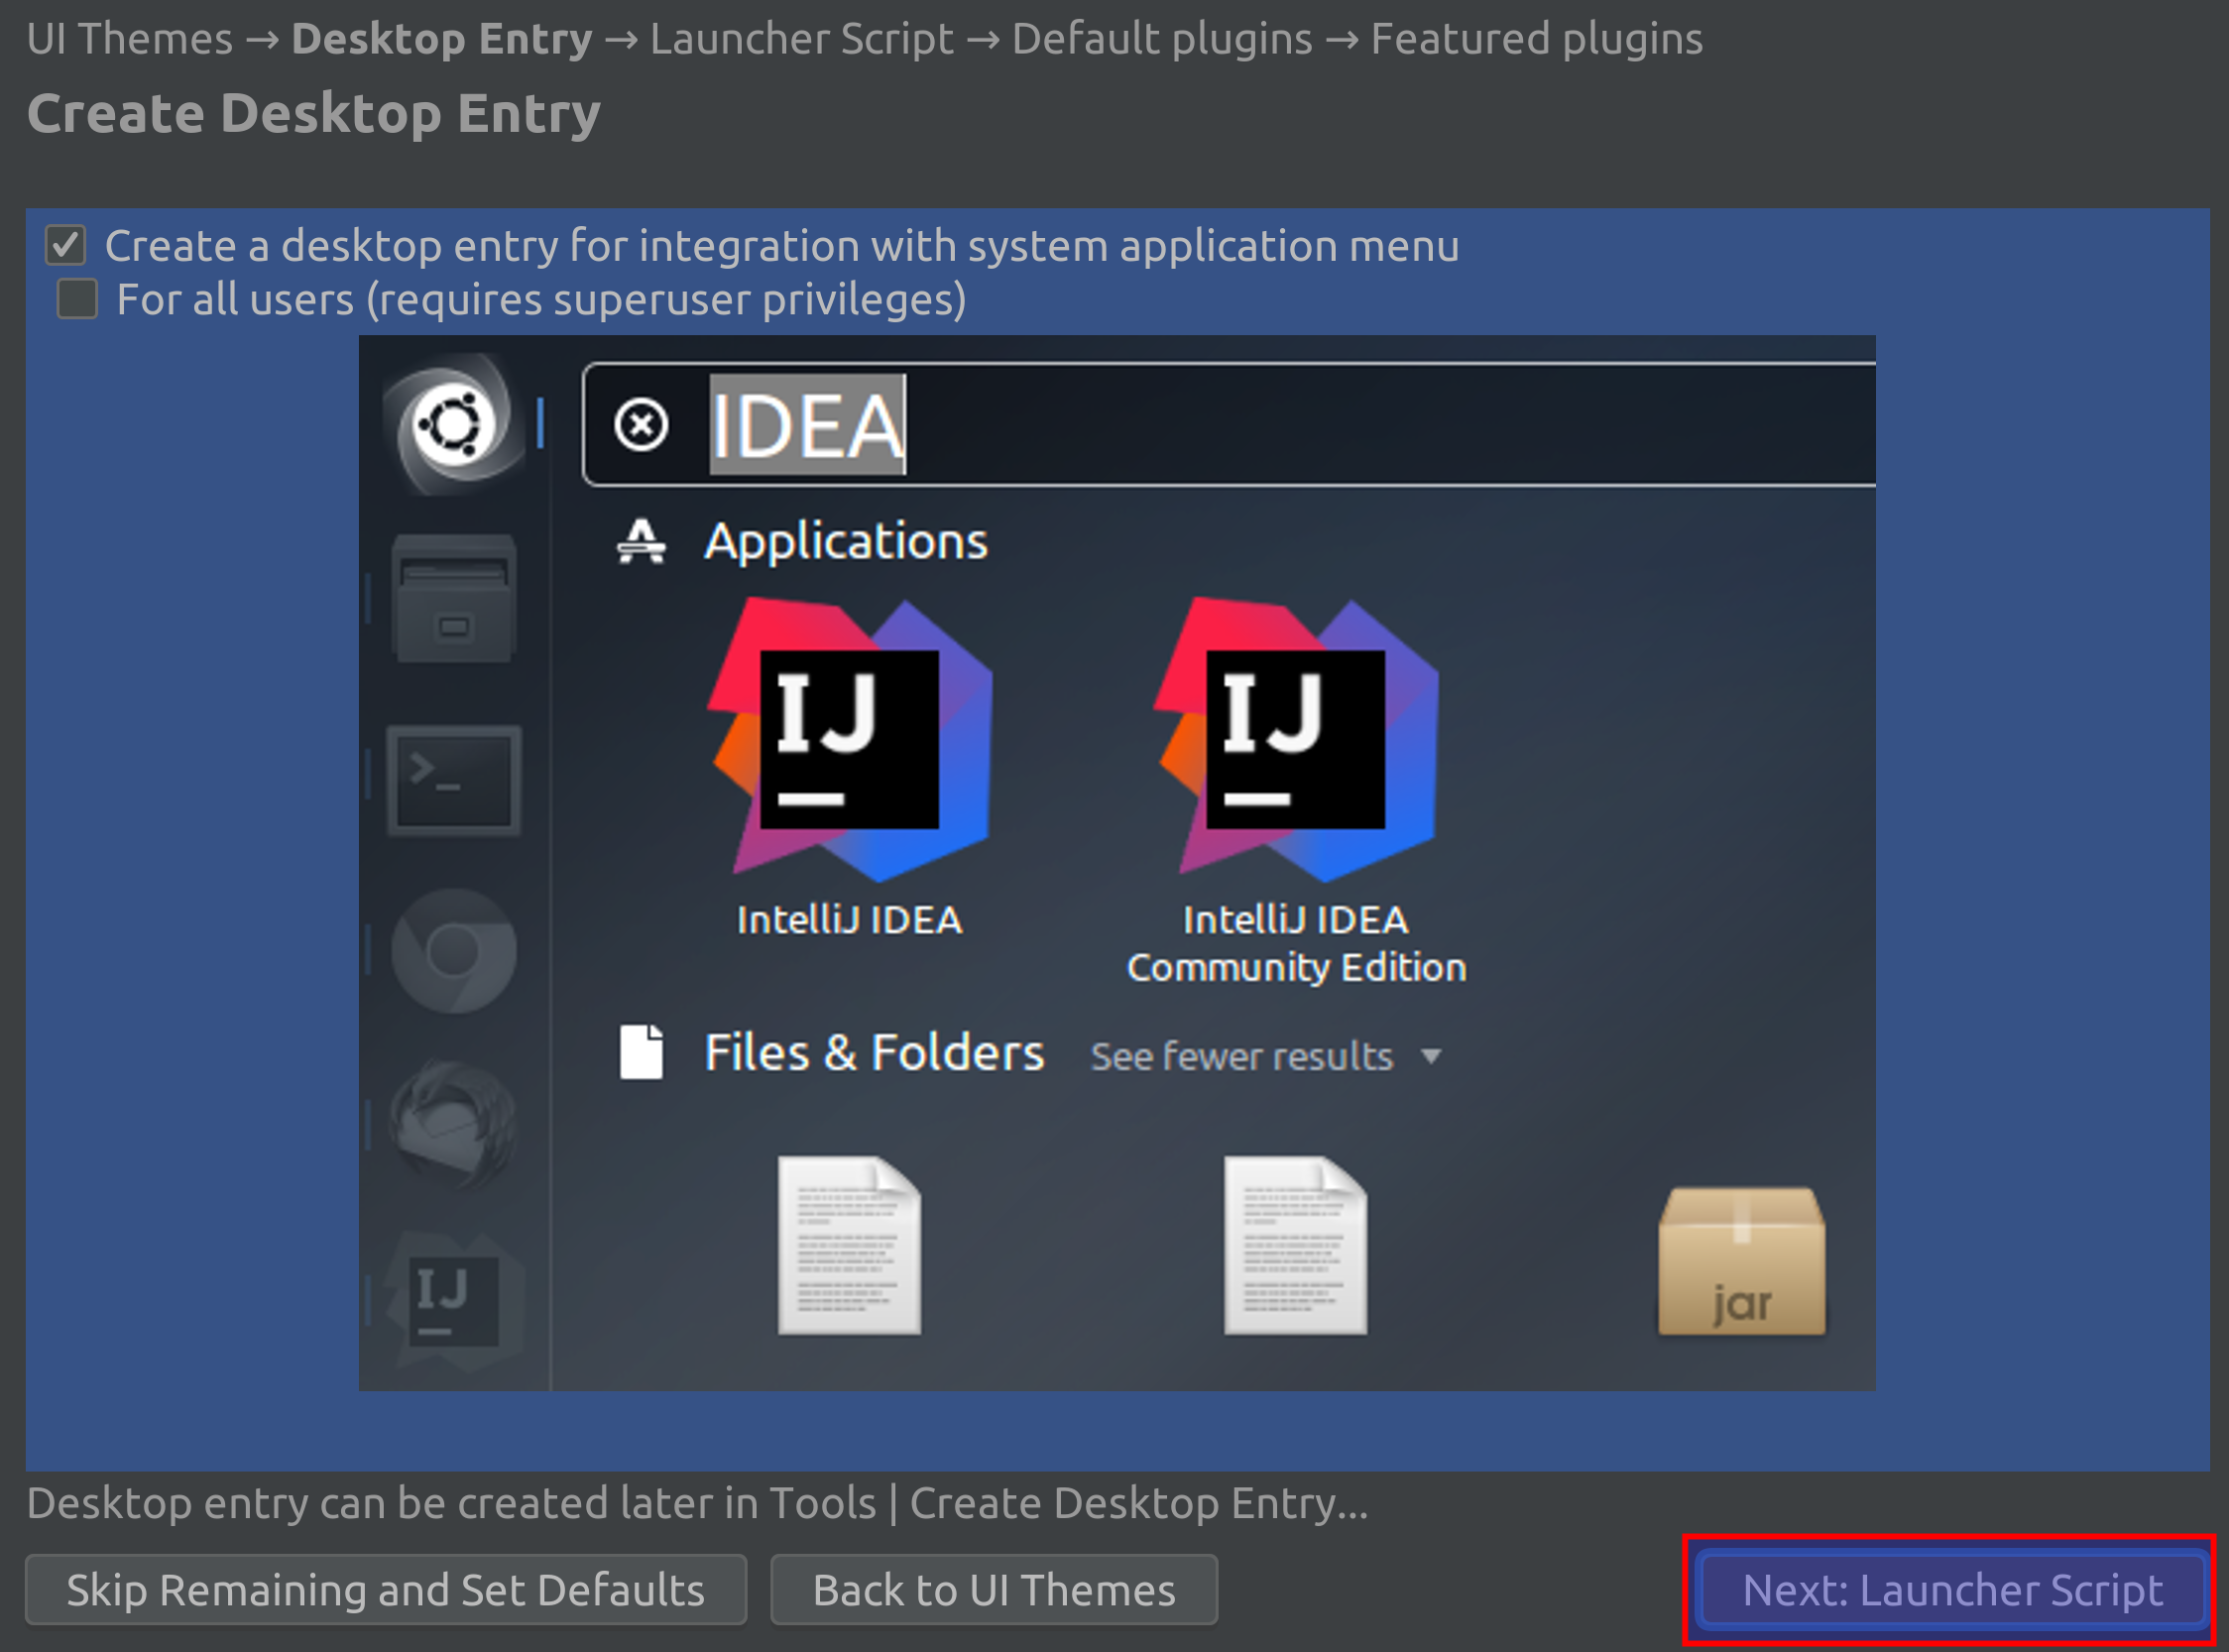 UI Themes → Desktop Entry → Launcher Script → Default plugins → Featured plugins
Create Desktop Entry
Create a desktop entry for integration with system application menu
For all users (requires superuser privileges)
IDEA
Applications
IJ
IJ
IntelliJ IDEA
IntelliJ IDEA
Community Edition
Files & Folders See fewer results
IJ
jar
Desktop entry can be created later in Tools | Create Desktop Entry...
Skip Remaining and Set Defaults
Back to UI Themes
Next: Launcher Script